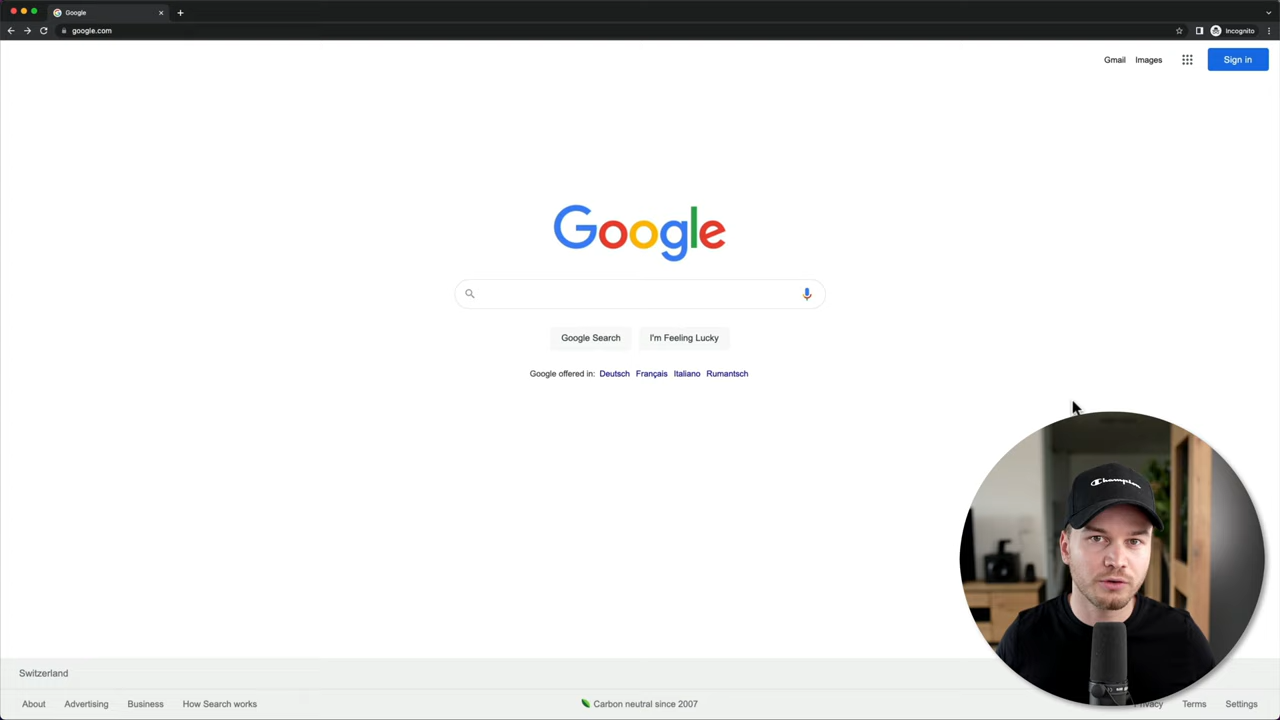 Google
google.com
Incognito
Gmail Images
Sign in
Google
Google Search I'm Feeling Lucky
Google offered in: Deutsch Français Italiano Rumantsch
Champion
Switzerland
About Advertising Business How Search works
Carbon neutral since 2007
Privacy Terms Settings